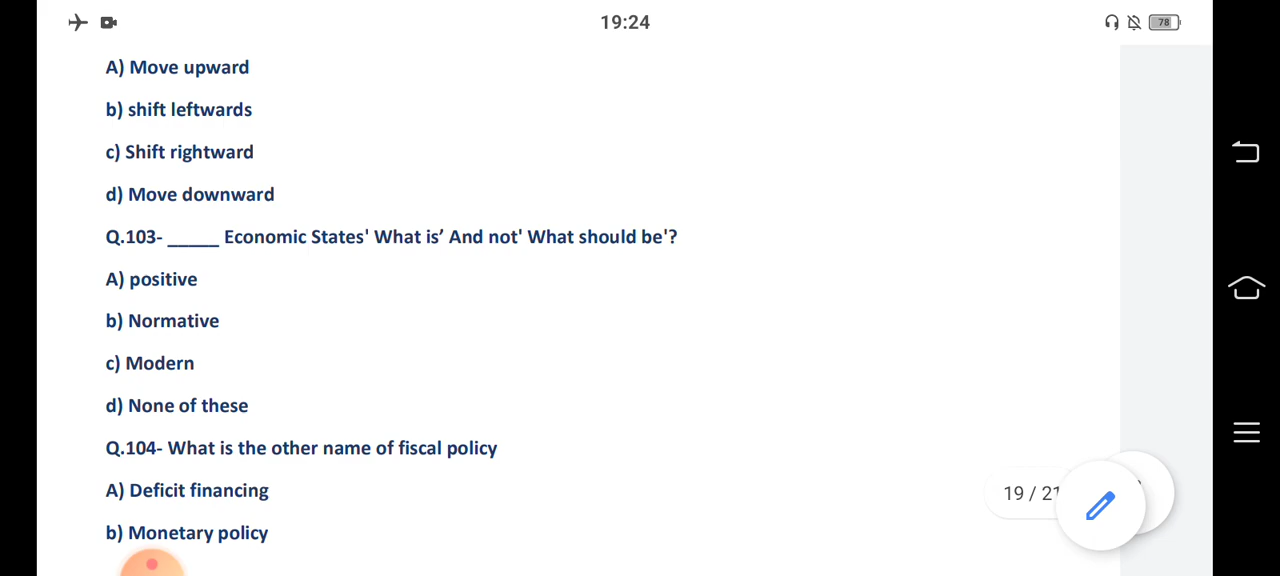 19:24
78
A) Move upward
b) shift leftwards
c) Shift rightward
d) Move downward
Q.103- _____ Economic States' What is’ And not' What should be'?
A) positive
b) Normative
c) Modern
d) None of these
Q.104- What is the other name of fiscal policy
A) Deficit financing
b) Monetary policy
19 / 21